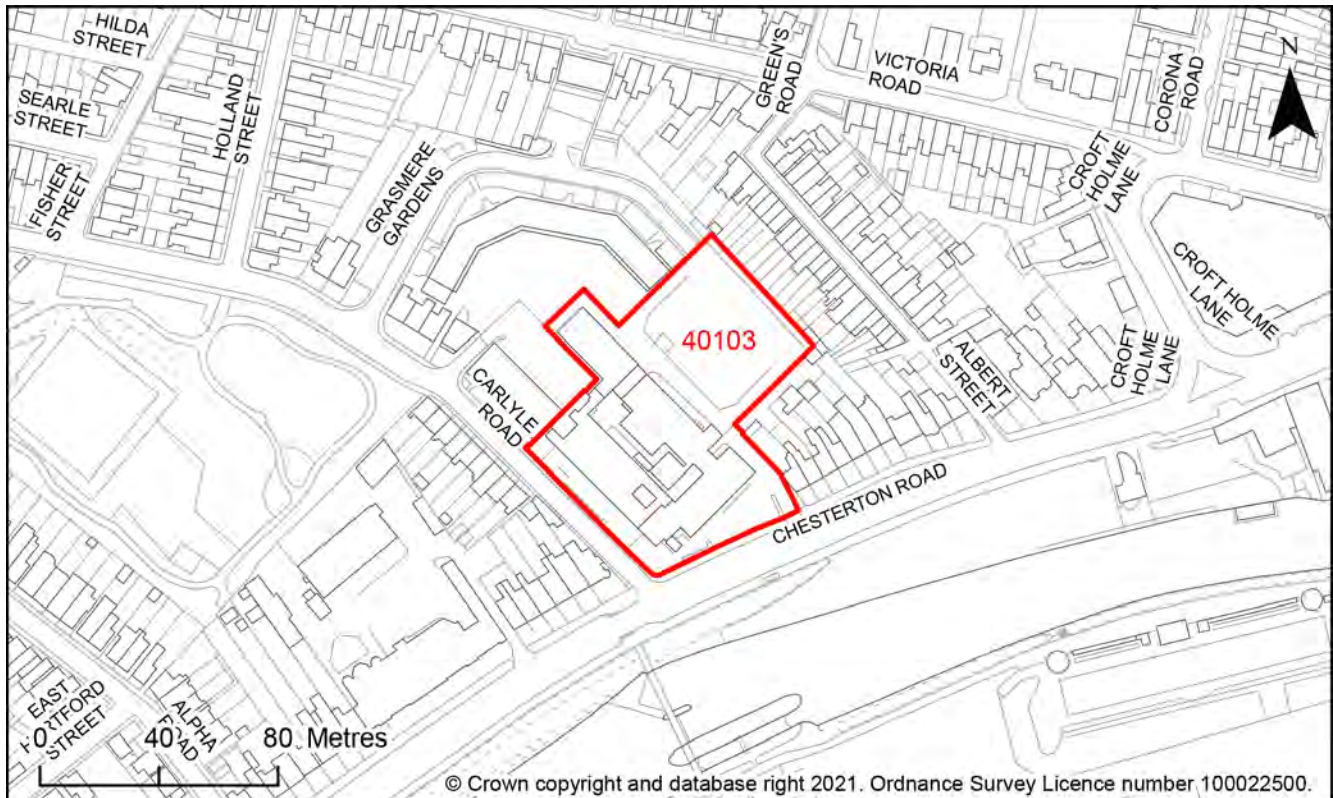 HILDA
STREET
SEARLE
STREET
FISHER
STREET
HOLLAND
STREET
GRASMERE
GARDENS
GREEN'S
ROAD
VICTORIA
ROAD
CORONA
ROAD
N
CROFT
HOLME
LANE
CROFT HOLME
LANE
CROFT
HOLME
LANE
40103
ALBERT
STREET
CARLYLE
ROAD
CHESTERTON ROAD
EAST
HERTFORD
STREET
ALPHA
ROAD
0 40 80 Metres
© Crown copyright and database right 2021. Ordnance Survey Licence number 100022500.